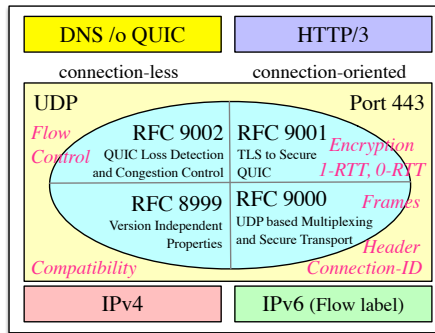 DNS /o QUIC
HTTP/3
connection-less
connection-oriented
UDP
Port 443
Flow
Control
RFC 9002
QUIC Loss Detection
and Congestion Control
RFC 9001
TLS to Secure
QUIC
Encryption
1-RTT, 0-RTT
RFC 8999
Version Independent
Properties
RFC 9000
UDP based Multiplexing
and Secure Transport
Frames
Header
Compatibility
Connection-ID
IPv4
IPv6 (Flow label)